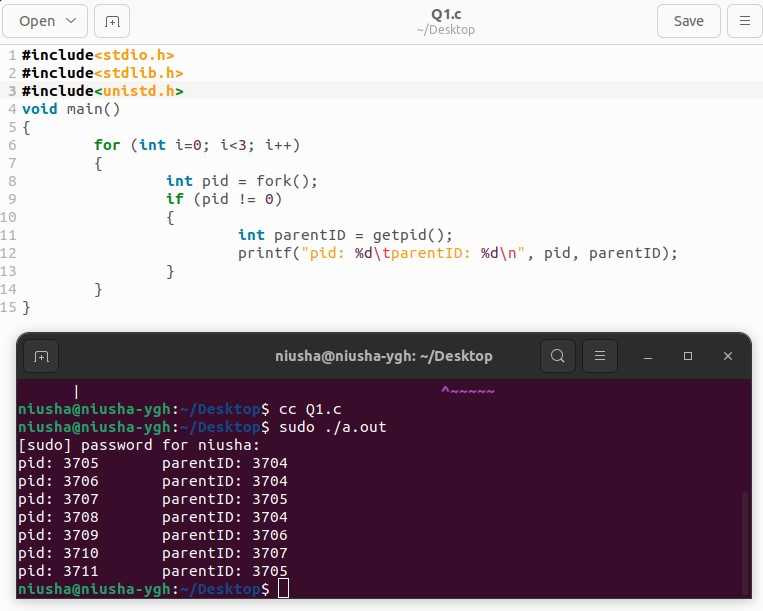 Open
Q1.c
~/Desktop
Save
1 #include<stdio.h>
2 #include<stdlib.h>
3 #include<unistd.h>
4 void main()
5 {
6         for (int i=0; i<3; i++)
7         {
8                 int pid = fork();
9                 if (pid != 0)
10                 {
11                         int parentID = getpid();
12                         printf("pid: %d\tparentID: %d\n", pid, parentID);
13                 }
14         }
15 }
niusha@niusha-ygh: ~/Desktop
|                                         ^~~~~~
niusha@niusha-ygh:~/Desktop$ cc Q1.c
niusha@niusha-ygh:~/Desktop$ sudo ./a.out
[sudo] password for niusha:
pid: 3705       parentID: 3704
pid: 3706       parentID: 3704
pid: 3707       parentID: 3705
pid: 3708       parentID: 3704
pid: 3709       parentID: 3706
pid: 3710       parentID: 3707
pid: 3711       parentID: 3705
niusha@niusha-ygh:~/Desktop$